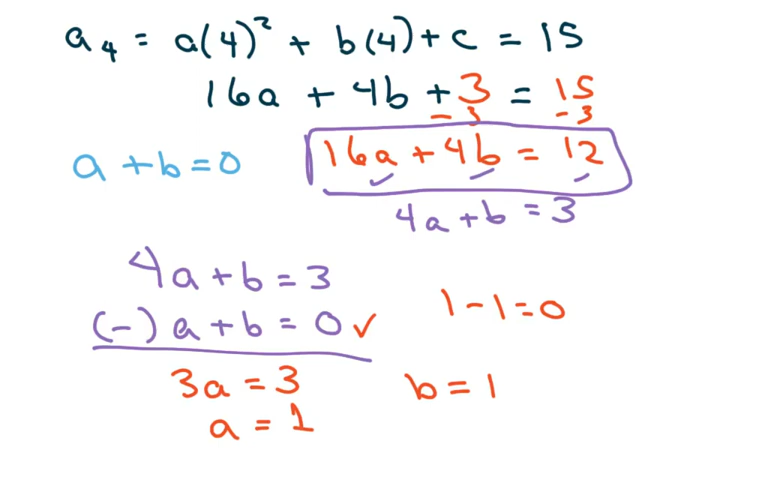 a₄ = a(4)² + b(4) + c = 15
16a + 4b + 3 = 15
- 3 -3
a + b = 0
16a + 4b = 12
4a + b = 3
4a + b = 3
(-) a + b = 0 ✓
1 - 1 = 0
3a = 3
b = 1
a = 1